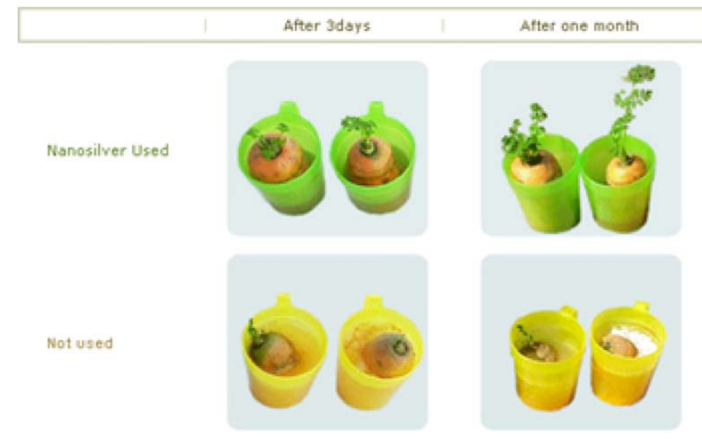 After 3days
After one month
Nanosilver Used
Not used